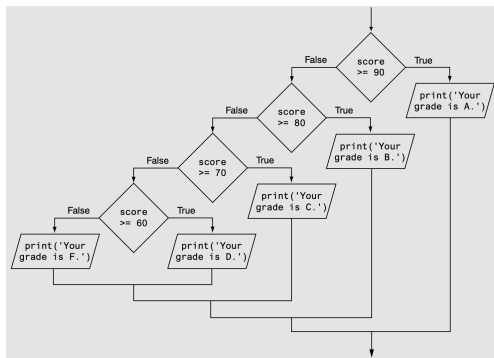 False
score
>= 90
True
False
score
>= 80
True
print('Your
grade is A.')
False
score
>= 70
True
print('Your
grade is B.')
False
score
>= 60
True
print('Your
grade is C.')
print('Your
grade is F.')
print('Your
grade is D.')